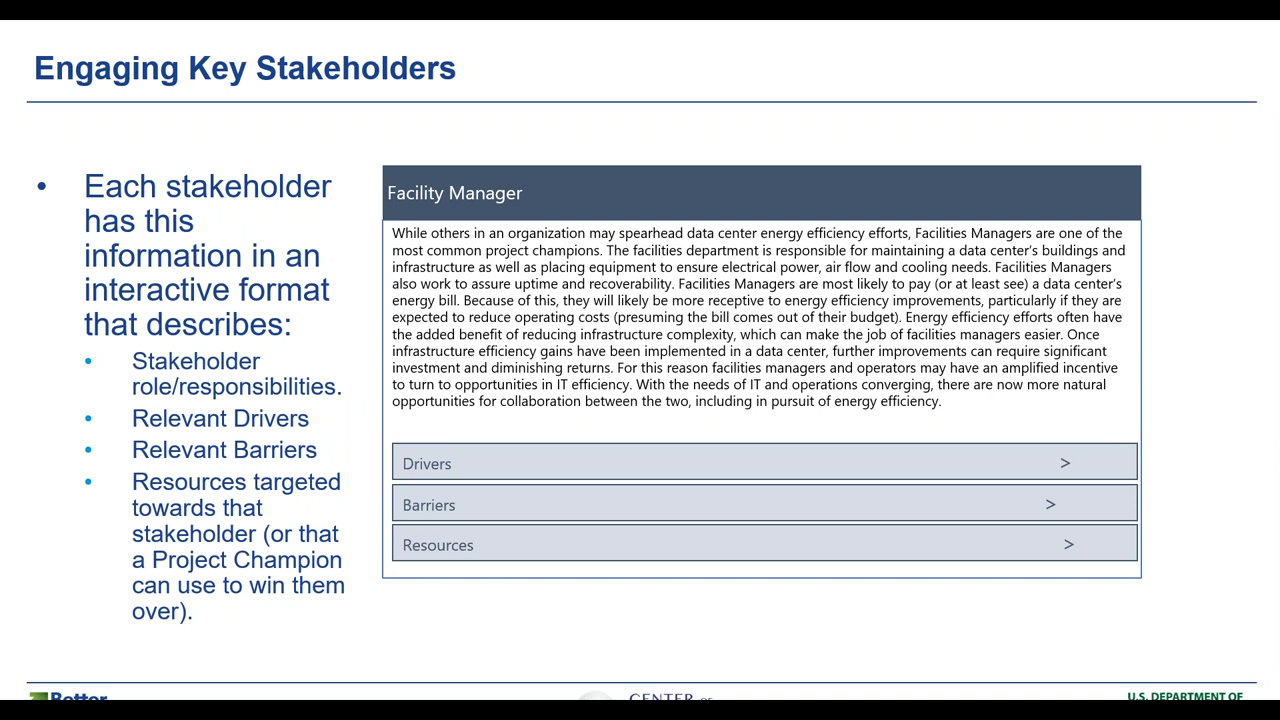 Engaging Key Stakeholders
• Each stakeholder
has this
information in an
interactive format
that describes:
• Stakeholder
role/responsibilities.
• Relevant Drivers
• Relevant Barriers
• Resources targeted
towards that
stakeholder (or that
a Project Champion
can use to win them
over).
Facility Manager
While others in an organization may spearhead data center energy efficiency efforts, Facilities Managers are one of the
most common project champions. The facilities department is responsible for maintaining a data center's buildings and
infrastructure as well as placing equipment to ensure electrical power, air flow and cooling needs. Facilities Managers
also work to assure uptime and recoverability. Facilities Managers are most likely to pay (or at least see) a data center's
energy bill. Because of this, they will likely be more receptive to energy efficiency improvements, particularly if they are
expected to reduce operating costs (presuming the bill comes out of their budget). Energy efficiency efforts often have
the added benefit of reducing infrastructure complexity, which can make the job of facilities managers easier. Once
infrastructure efficiency gains have been implemented in a data center, further improvements can require significant
investment and diminishing returns. For this reason facilities managers and operators may have an amplified incentive
to turn to opportunities in IT efficiency. With the needs of IT and operations converging, there are now more natural
opportunities for collaboration between the two, including in pursuit of energy efficiency.
Drivers >
Barriers >
Resources >
Better
CENTER OF
U.S. DEPARTMENT OF